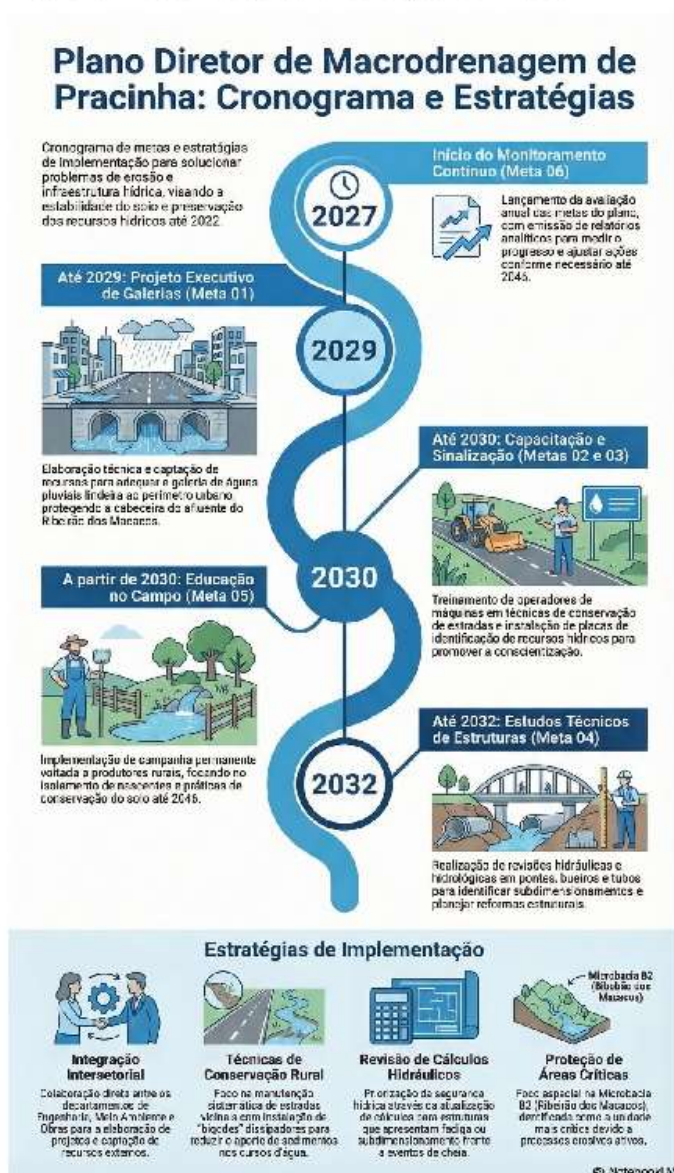 Plano Diretor de Macrodrenagem de
Pracinha: Cronograma e Estratégias
Cronograma de metas e estratégias
de implementação para solucionar
problemas de erosão e
infraestrutura hídrica, visando a
estabilidade do solo e preservação
dos recursos hídricos até 2022.
2027
Início do Monitoramento
Contínuo (Meta 06)
Lançamento da avaliação
anual das metas do plano,
com emissão de relatórios
analíticos para medir o
progresso e ajustar ações
conforme necessário até
2046.
Até 2029: Projeto Executivo
de Galerias (Meta 01)
2029
Elaboração técnica e captação de
recursos para adequar a galeria de águas
pluviais lindeira ao perímetro urbano
protegendo a cabeceira do afluente do
Ribeirão dos Macacos.
Até 2030: Capacitação e
Sinalização (Metas 02 e 03)
Treinamento de operadores de
máquinas em técnicas de conservação
de estradas e instalação de placas de
identificação de recursos hídricos para
promover a conscientização.
2030
A partir de 2030: Educação
no Campo (Meta 05)
Implementação de campanha permanente
voltada a produtores rurais, focando no
isolamento de nascentes e práticas de
conservação do solo até 2046.
Até 2032: Estudos Técnicos
de Estruturas (Meta 04)
2032
Realização de revisões hidráulicas e
hidrológicas em pontes, bueiros e tubos
para identificar subdimensionamentos e
planejar reformas estruturais.
Estratégias de Implementação
Integração
Intersetorial
Colaboração direta entre os
departamentos de
Engenharia, Meio Ambiente e
Obras para a elaboração de
projetos e captação de
recursos externos.
Técnicas de
Conservação Rural
Foco na manutenção
sistemática de estradas
vicinais com instalação de
"bigodes" dissipadores para
reduzir o aporte de sedimentos
nos cursos d'água.
Revisão de Cálculos
Hidráulicos
Priorização da segurança
hídrica através da atualização
de cálculos para estruturas
que apresentam fadiga ou
subdimensionamento frente
a eventos de cheia.
Microbacia B2
(Ribeirão dos
Macacos)
Proteção de
Áreas Críticas
Foco especial na Microbacia
B2 (Ribeirão dos Macacos),
identificada como a unidade
mais crítica devido a
processos erosivos ativos.